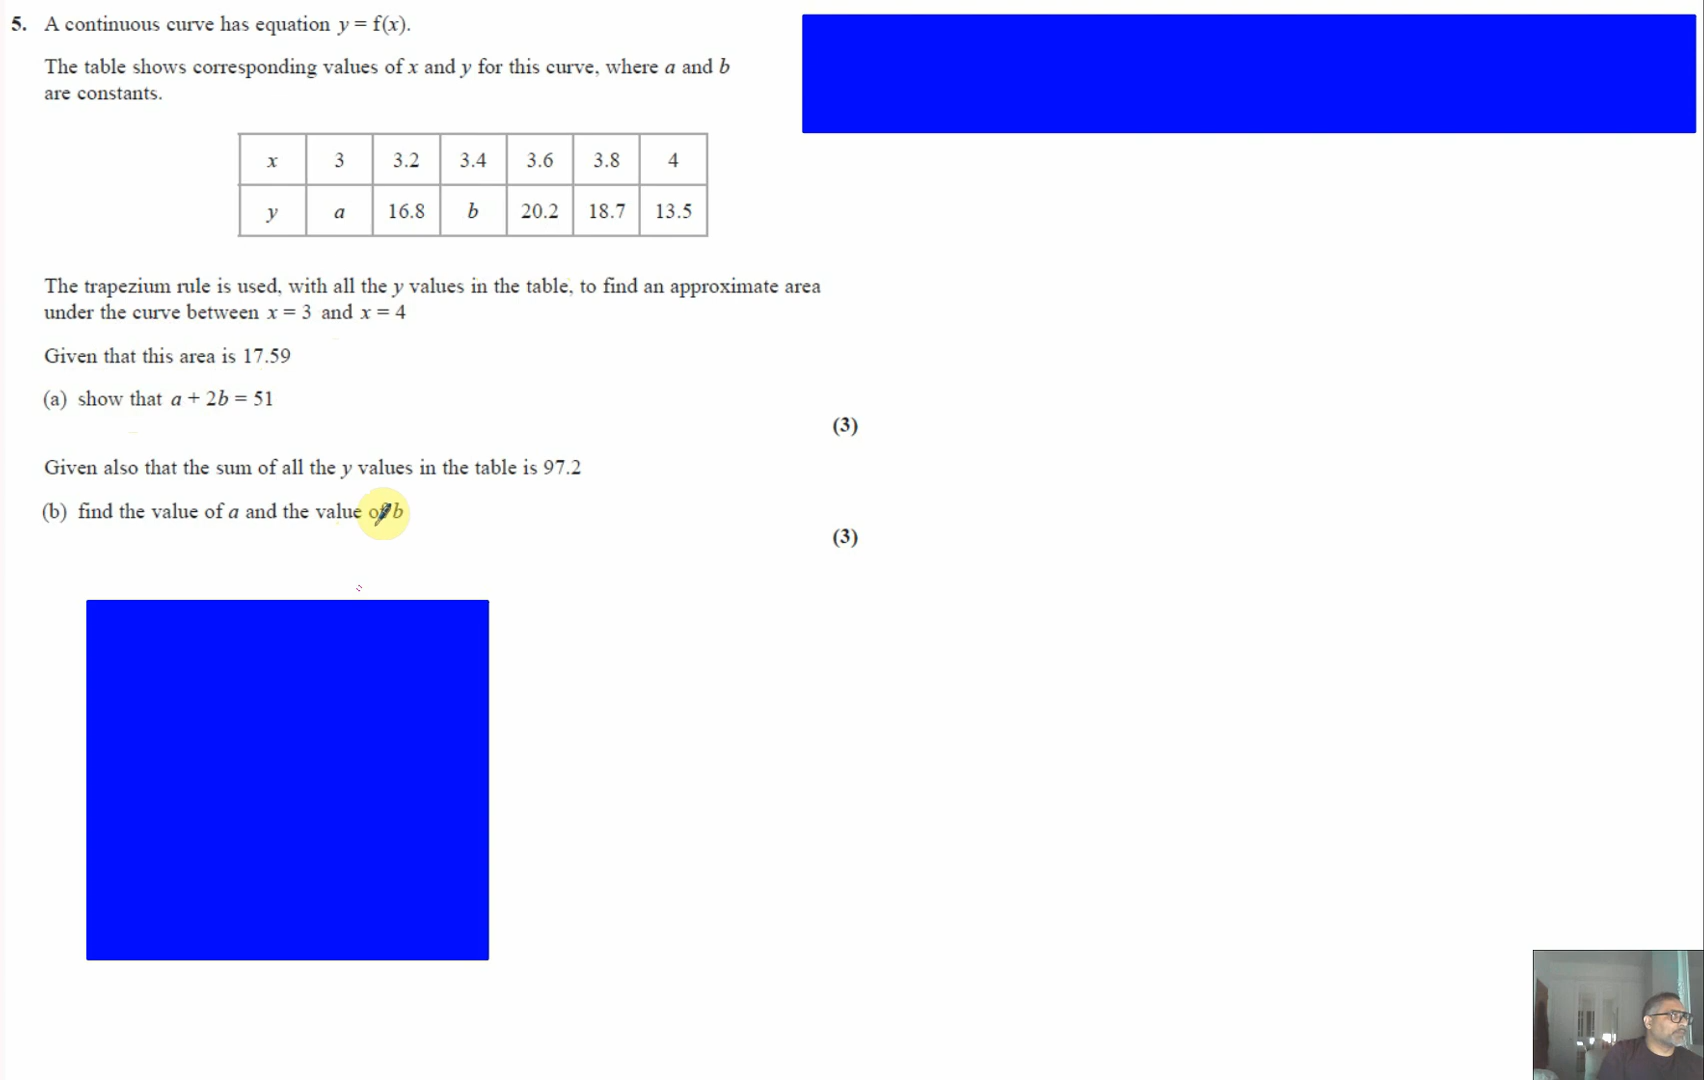 5. A continuous curve has equation y = f(x).
The table shows corresponding values of x and y for this curve, where a and b
are constants.
x 3 3.2 3.4 3.6 3.8 4
y a 16.8 b 20.2 18.7 13.5
The trapezium rule is used, with all the y values in the table, to find an approximate area
under the curve between x = 3 and x = 4
Given that this area is 17.59
(a) show that a + 2b = 51
(3)
Given also that the sum of all the y values in the table is 97.2
(b) find the value of a and the value of b
(3)